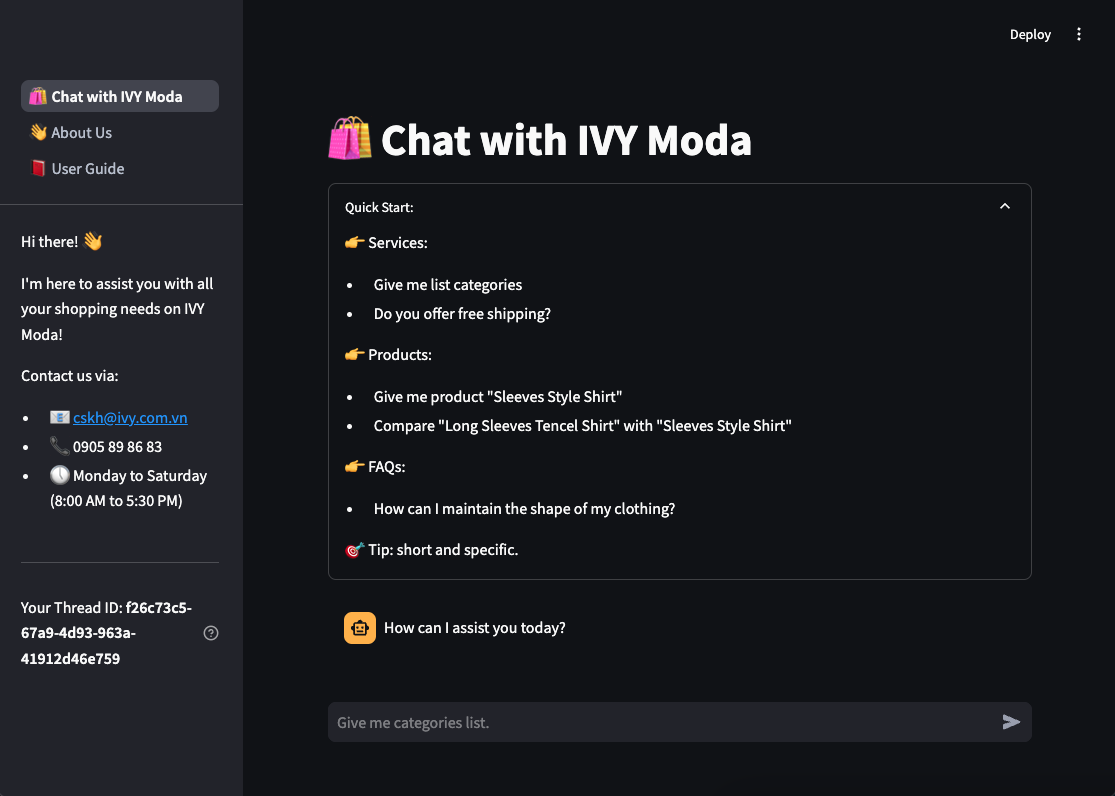 Deploy
🛍️ Chat with IVY Moda
👋 About Us
📕 User Guide
Hi there! 👋
I'm here to assist you with all
your shopping needs on IVY
Moda!
Contact us via:
• 📧 cskh@ivy.com.vn
• 📞 0905 89 86 83
• 🕔 Monday to Saturday
(8:00 AM to 5:30 PM)
Your Thread ID: f26c73c5-
67a9-4d93-963a-
41912d46e759
🛍️ Chat with IVY Moda
Quick Start:
👉 Services:
• Give me list categories
• Do you offer free shipping?
👉 Products:
• Give me product "Sleeves Style Shirt"
• Compare "Long Sleeves Tencel Shirt" with "Sleeves Style Shirt"
👉 FAQs:
• How can I maintain the shape of my clothing?
🎯 Tip: short and specific.
How can I assist you today?
Give me categories list.